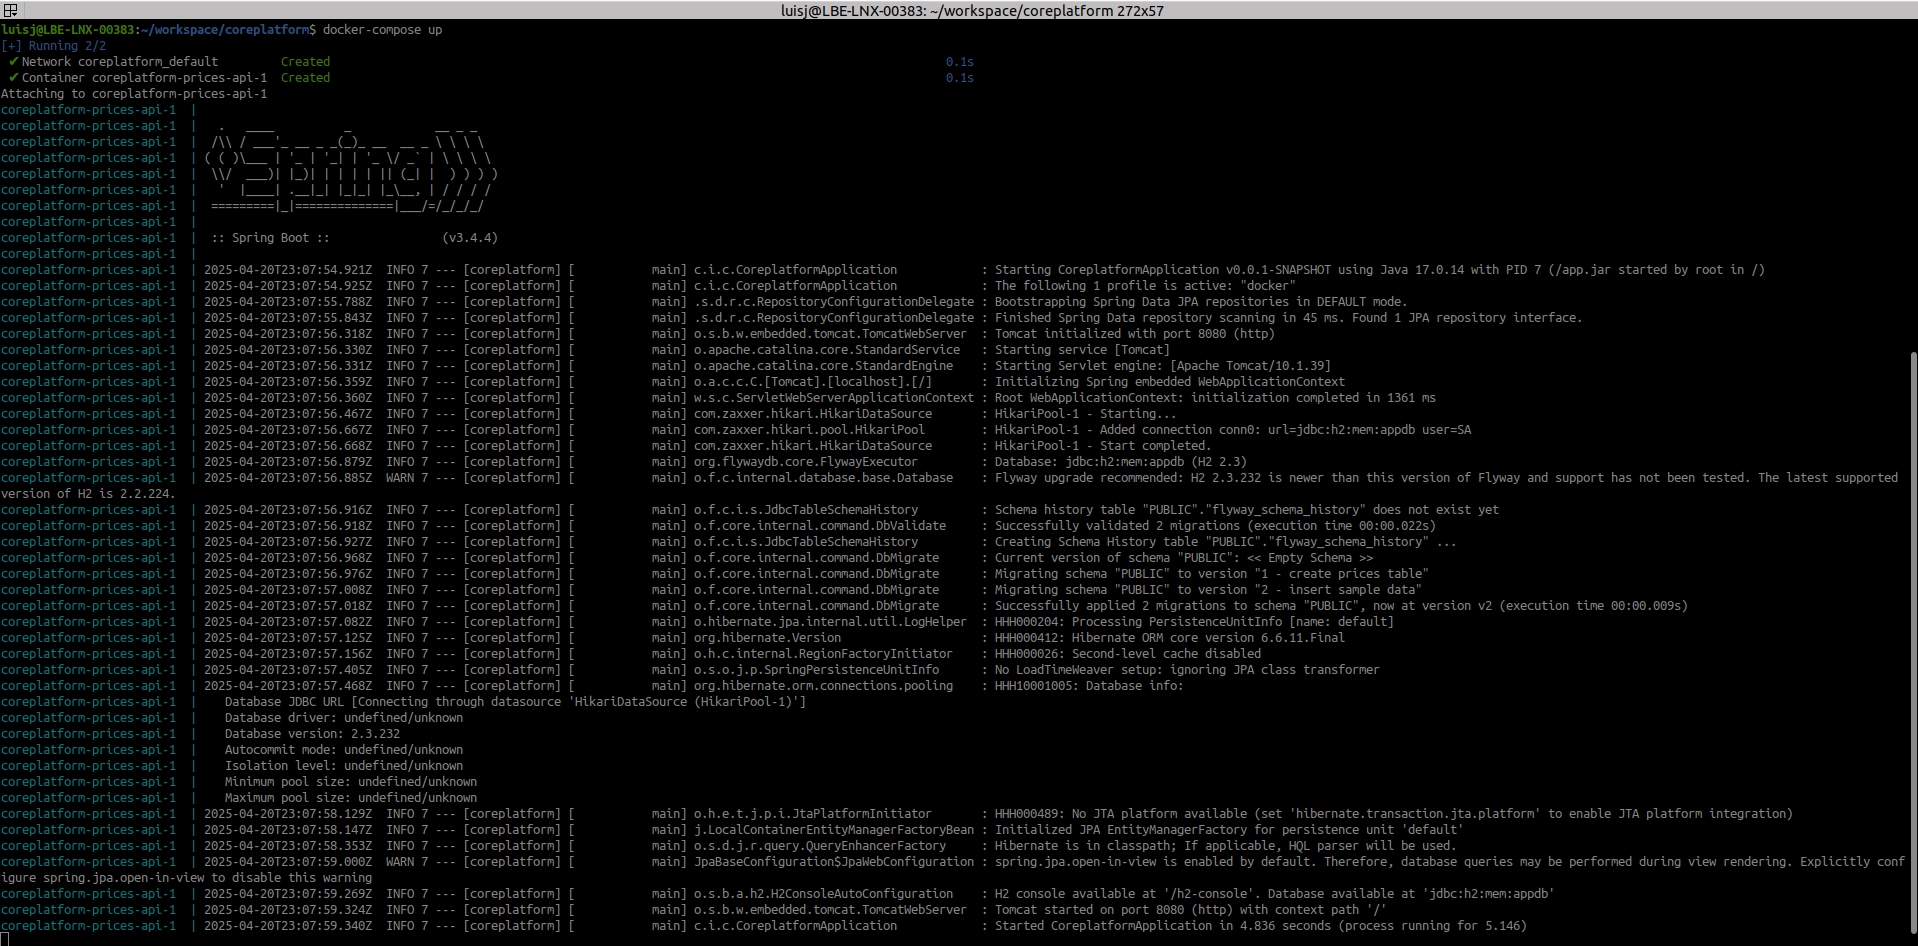 luisj@LBE-LNX-00383: ~/workspace/coreplatform 272x57
luisj@LBE-LNX-00383:~/workspace/coreplatform$ docker-compose up
[+] Running 2/2
 ✔ Network coreplatform_default         Created                                                                                        0.1s
 ✔ Container coreplatform-prices-api-1  Created                                                                                        0.1s
Attaching to coreplatform-prices-api-1
coreplatform-prices-api-1  |
coreplatform-prices-api-1  |   .   ____          _            __ _ _
coreplatform-prices-api-1  |  /\\ / ___'_ __ _ _(_)_ __  __ _ \ \ \ \
coreplatform-prices-api-1  | ( ( )\___ | '_ | '_| | '_ \/ _` | \ \ \ \
coreplatform-prices-api-1  |  \\/  ___)| |_)| | | | | || (_| |  ) ) ) )
coreplatform-prices-api-1  |   '  |____| .__|_| |_|_| |_\__, | / / / /
coreplatform-prices-api-1  |  =========|_|==============|___/=/_/_/_/
coreplatform-prices-api-1  |
coreplatform-prices-api-1  |  :: Spring Boot ::                (v3.4.4)
coreplatform-prices-api-1  |
coreplatform-prices-api-1  | 2025-04-20T23:07:54.921Z  INFO 7 --- [coreplatform] [           main] c.i.c.CoreplatformApplication            : Starting CoreplatformApplication v0.0.1-SNAPSHOT using Java 17.0.14 with PID 7 (/app.jar started by root in /)
coreplatform-prices-api-1  | 2025-04-20T23:07:54.925Z  INFO 7 --- [coreplatform] [           main] c.i.c.CoreplatformApplication            : The following 1 profile is active: "docker"
coreplatform-prices-api-1  | 2025-04-20T23:07:55.788Z  INFO 7 --- [coreplatform] [           main] .s.d.r.c.RepositoryConfigurationDelegate : Bootstrapping Spring Data JPA repositories in DEFAULT mode.
coreplatform-prices-api-1  | 2025-04-20T23:07:55.843Z  INFO 7 --- [coreplatform] [           main] .s.d.r.c.RepositoryConfigurationDelegate : Finished Spring Data repository scanning in 45 ms. Found 1 JPA repository interface.
coreplatform-prices-api-1  | 2025-04-20T23:07:56.318Z  INFO 7 --- [coreplatform] [           main] o.s.b.w.embedded.tomcat.TomcatWebServer  : Tomcat initialized with port 8080 (http)
coreplatform-prices-api-1  | 2025-04-20T23:07:56.330Z  INFO 7 --- [coreplatform] [           main] o.apache.catalina.core.StandardService   : Starting service [Tomcat]
coreplatform-prices-api-1  | 2025-04-20T23:07:56.331Z  INFO 7 --- [coreplatform] [           main] o.apache.catalina.core.StandardEngine    : Starting Servlet engine: [Apache Tomcat/10.1.39]
coreplatform-prices-api-1  | 2025-04-20T23:07:56.359Z  INFO 7 --- [coreplatform] [           main] o.a.c.c.C.[Tomcat].[localhost].[/]       : Initializing Spring embedded WebApplicationContext
coreplatform-prices-api-1  | 2025-04-20T23:07:56.360Z  INFO 7 --- [coreplatform] [           main] w.s.c.ServletWebServerApplicationContext : Root WebApplicationContext: initialization completed in 1361 ms
coreplatform-prices-api-1  | 2025-04-20T23:07:56.467Z  INFO 7 --- [coreplatform] [           main] com.zaxxer.hikari.HikariDataSource       : HikariPool-1 - Starting...
coreplatform-prices-api-1  | 2025-04-20T23:07:56.667Z  INFO 7 --- [coreplatform] [           main] com.zaxxer.hikari.pool.HikariPool        : HikariPool-1 - Added connection conn0: url=jdbc:h2:mem:appdb user=SA
coreplatform-prices-api-1  | 2025-04-20T23:07:56.668Z  INFO 7 --- [coreplatform] [           main] com.zaxxer.hikari.HikariDataSource       : HikariPool-1 - Start completed.
coreplatform-prices-api-1  | 2025-04-20T23:07:56.879Z  INFO 7 --- [coreplatform] [           main] org.flywaydb.core.FlywayExecutor         : Database: jdbc:h2:mem:appdb (H2 2.3)
coreplatform-prices-api-1  | 2025-04-20T23:07:56.885Z  WARN 7 --- [coreplatform] [           main] o.f.c.internal.database.base.Database    : Flyway upgrade recommended: H2 2.3.232 is newer than this version of Flyway and support has not been tested. The latest supported
version of H2 is 2.2.224.
coreplatform-prices-api-1  | 2025-04-20T23:07:56.916Z  INFO 7 --- [coreplatform] [           main] o.f.c.i.s.JdbcTableSchemaHistory         : Schema history table "PUBLIC"."flyway_schema_history" does not exist yet
coreplatform-prices-api-1  | 2025-04-20T23:07:56.918Z  INFO 7 --- [coreplatform] [           main] o.f.core.internal.command.DbValidate     : Successfully validated 2 migrations (execution time 00:00.022s)
coreplatform-prices-api-1  | 2025-04-20T23:07:56.927Z  INFO 7 --- [coreplatform] [           main] o.f.c.i.s.JdbcTableSchemaHistory         : Creating Schema History table "PUBLIC"."flyway_schema_history" ...
coreplatform-prices-api-1  | 2025-04-20T23:07:56.968Z  INFO 7 --- [coreplatform] [           main] o.f.core.internal.command.DbMigrate      : Current version of schema "PUBLIC": << Empty Schema >>
coreplatform-prices-api-1  | 2025-04-20T23:07:56.976Z  INFO 7 --- [coreplatform] [           main] o.f.core.internal.command.DbMigrate      : Migrating schema "PUBLIC" to version "1 - create prices table"
coreplatform-prices-api-1  | 2025-04-20T23:07:57.008Z  INFO 7 --- [coreplatform] [           main] o.f.core.internal.command.DbMigrate      : Migrating schema "PUBLIC" to version "2 - insert sample data"
coreplatform-prices-api-1  | 2025-04-20T23:07:57.018Z  INFO 7 --- [coreplatform] [           main] o.f.core.internal.command.DbMigrate      : Successfully applied 2 migrations to schema "PUBLIC", now at version v2 (execution time 00:00.009s)
coreplatform-prices-api-1  | 2025-04-20T23:07:57.082Z  INFO 7 --- [coreplatform] [           main] o.hibernate.jpa.internal.util.LogHelper  : HHH000204: Processing PersistenceUnitInfo [name: default]
coreplatform-prices-api-1  | 2025-04-20T23:07:57.125Z  INFO 7 --- [coreplatform] [           main] org.hibernate.Version                    : HHH000412: Hibernate ORM core version 6.6.11.Final
coreplatform-prices-api-1  | 2025-04-20T23:07:57.156Z  INFO 7 --- [coreplatform] [           main] o.h.c.internal.RegionFactoryInitiator    : HHH000026: Second-level cache disabled
coreplatform-prices-api-1  | 2025-04-20T23:07:57.405Z  INFO 7 --- [coreplatform] [           main] o.s.o.j.p.SpringPersistenceUnitInfo      : No LoadTimeWeaver setup: ignoring JPA class transformer
coreplatform-prices-api-1  | 2025-04-20T23:07:57.468Z  INFO 7 --- [coreplatform] [           main] org.hibernate.orm.connections.pooling    : HHH10001005: Database info:
coreplatform-prices-api-1  |    Database JDBC URL [Connecting through datasource 'HikariDataSource (HikariPool-1)']
coreplatform-prices-api-1  |    Database driver: undefined/unknown
coreplatform-prices-api-1  |    Database version: 2.3.232
coreplatform-prices-api-1  |    Autocommit mode: undefined/unknown
coreplatform-prices-api-1  |    Isolation level: undefined/unknown
coreplatform-prices-api-1  |    Minimum pool size: undefined/unknown
coreplatform-prices-api-1  |    Maximum pool size: undefined/unknown
coreplatform-prices-api-1  | 2025-04-20T23:07:58.129Z  INFO 7 --- [coreplatform] [           main] o.h.e.t.j.p.i.JtaPlatformInitiator       : HHH000489: No JTA platform available (set 'hibernate.transaction.jta.platform' to enable JTA platform integration)
coreplatform-prices-api-1  | 2025-04-20T23:07:58.147Z  INFO 7 --- [coreplatform] [           main] j.LocalContainerEntityManagerFactoryBean : Initialized JPA EntityManagerFactory for persistence unit 'default'
coreplatform-prices-api-1  | 2025-04-20T23:07:58.353Z  INFO 7 --- [coreplatform] [           main] o.s.d.j.r.query.QueryEnhancerFactory     : Hibernate is in classpath; If applicable, HQL parser will be used.
coreplatform-prices-api-1  | 2025-04-20T23:07:59.000Z  WARN 7 --- [coreplatform] [           main] JpaBaseConfiguration$JpaWebConfiguration : spring.jpa.open-in-view is enabled by default. Therefore, database queries may be performed during view rendering. Explicitly conf
igure spring.jpa.open-in-view to disable this warning
coreplatform-prices-api-1  | 2025-04-20T23:07:59.269Z  INFO 7 --- [coreplatform] [           main] o.s.b.a.h2.H2ConsoleAutoConfiguration    : H2 console available at '/h2-console'. Database available at 'jdbc:h2:mem:appdb'
coreplatform-prices-api-1  | 2025-04-20T23:07:59.324Z  INFO 7 --- [coreplatform] [           main] o.s.b.w.embedded.tomcat.TomcatWebServer  : Tomcat started on port 8080 (http) with context path '/'
coreplatform-prices-api-1  | 2025-04-20T23:07:59.340Z  INFO 7 --- [coreplatform] [           main] c.i.c.CoreplatformApplication            : Started CoreplatformApplication in 4.836 seconds (process running for 5.146)